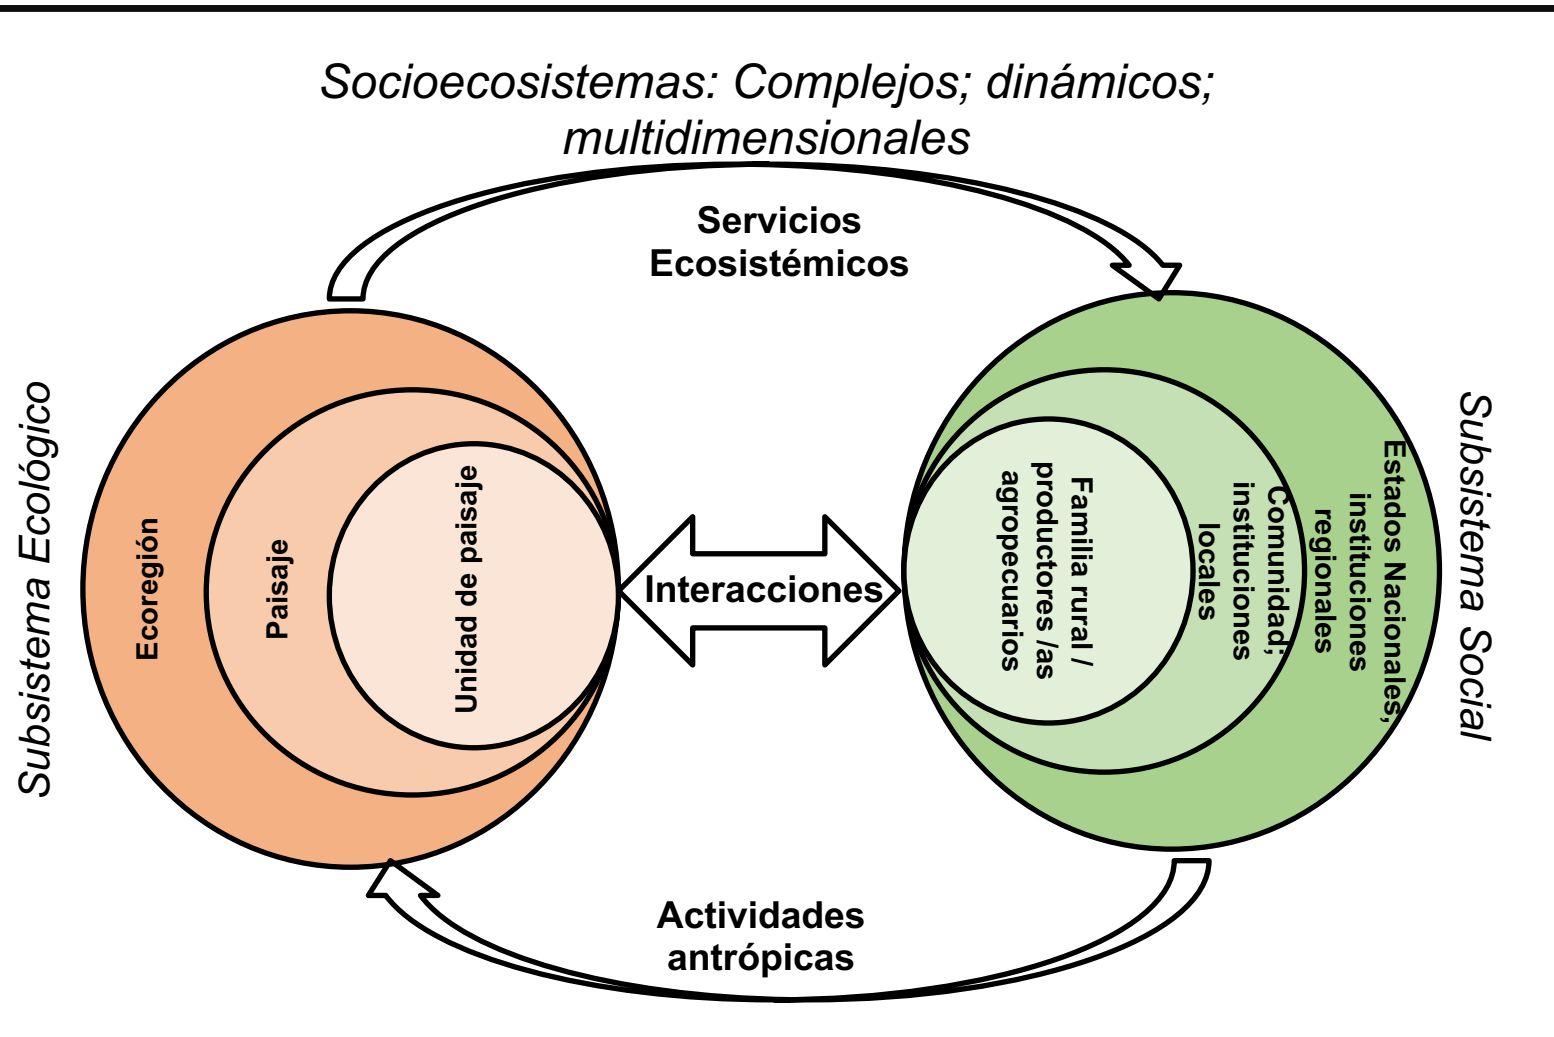 Socioecosistemas: Complejos; dinámicos;
multidimensionales
Servicios
Ecosistémicos
Subsistema Ecológico
Ecoregión
Paisaje
Unidad de paisaje
Interacciones
Familia rural /
productores /as
agropecuarios
Comunidad;
instituciones
locales
Estados Nacionales,
instituciones
regionales
Subsistema Social
Actividades
antrópicas